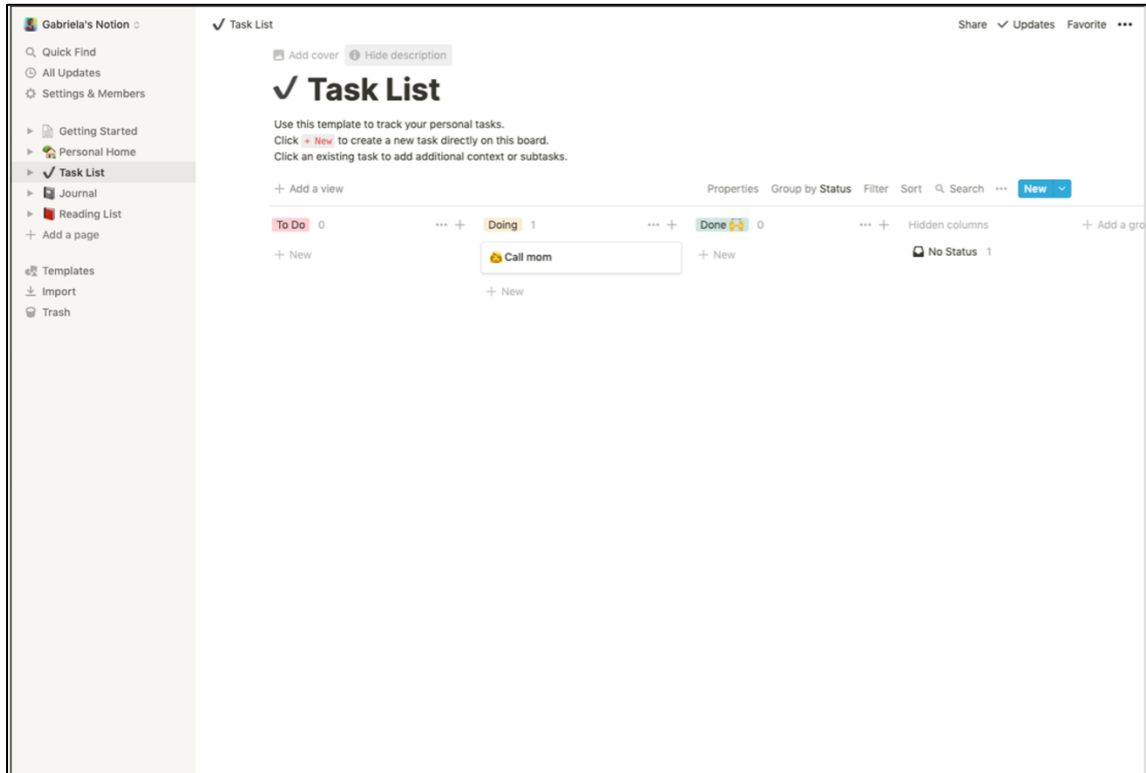 Gabriela's Notion
Quick Find
All Updates
Settings & Members
Getting Started
Personal Home
Task List
Journal
Reading List
+ Add a page
Templates
Import
Trash
Task List
Share Updates Favorite •••
Add cover Hide description
Task List
Use this template to track your personal tasks.
Click + New to create a new task directly on this board.
Click an existing task to add additional context or subtasks.
+ Add a view
Properties Group by Status Filter Sort Search ••• New
To Do 0 ••• +
+ New
Doing 1 ••• +
Call mom
+ New
Done 0 ••• +
+ New
Hidden columns
No Status 1
+ Add a gro